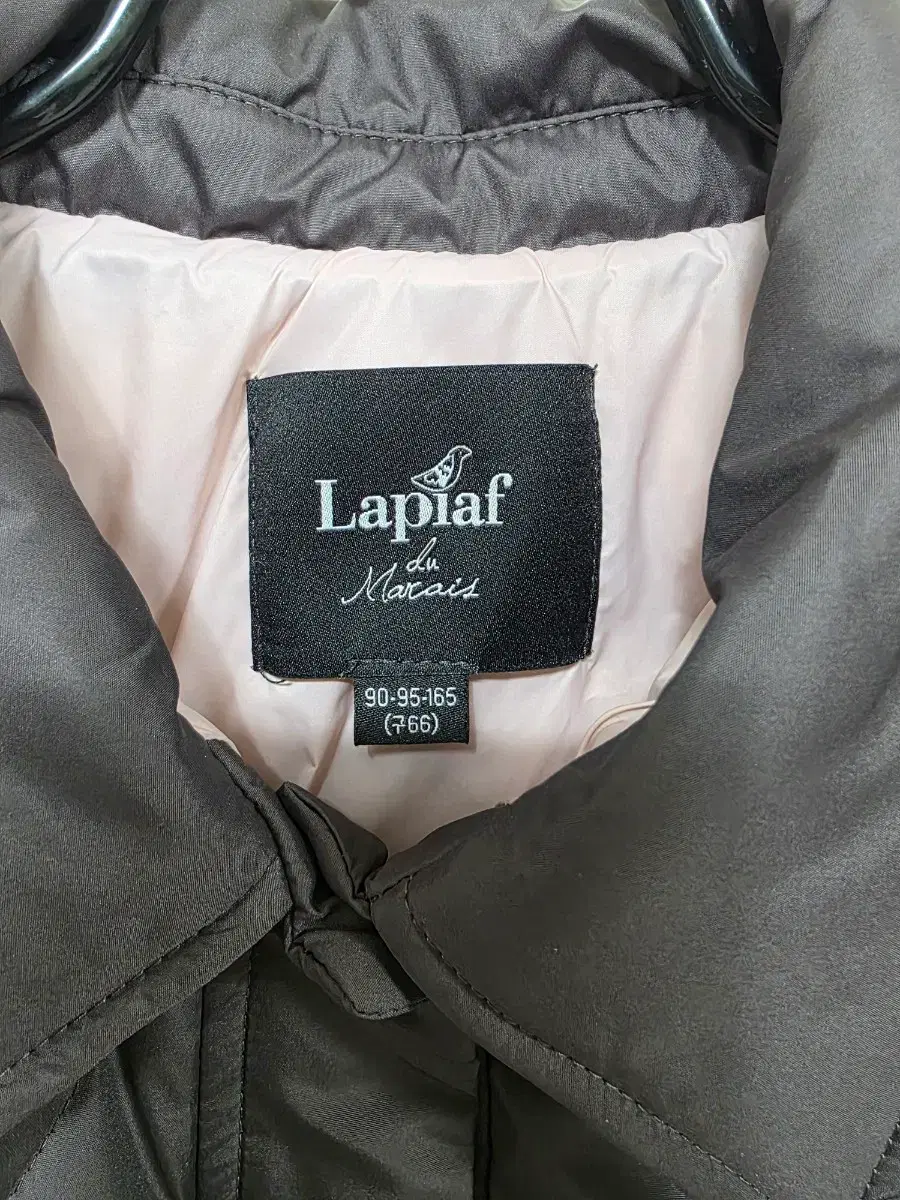 Lapiaf
du
Marais
90-95-165
(766)